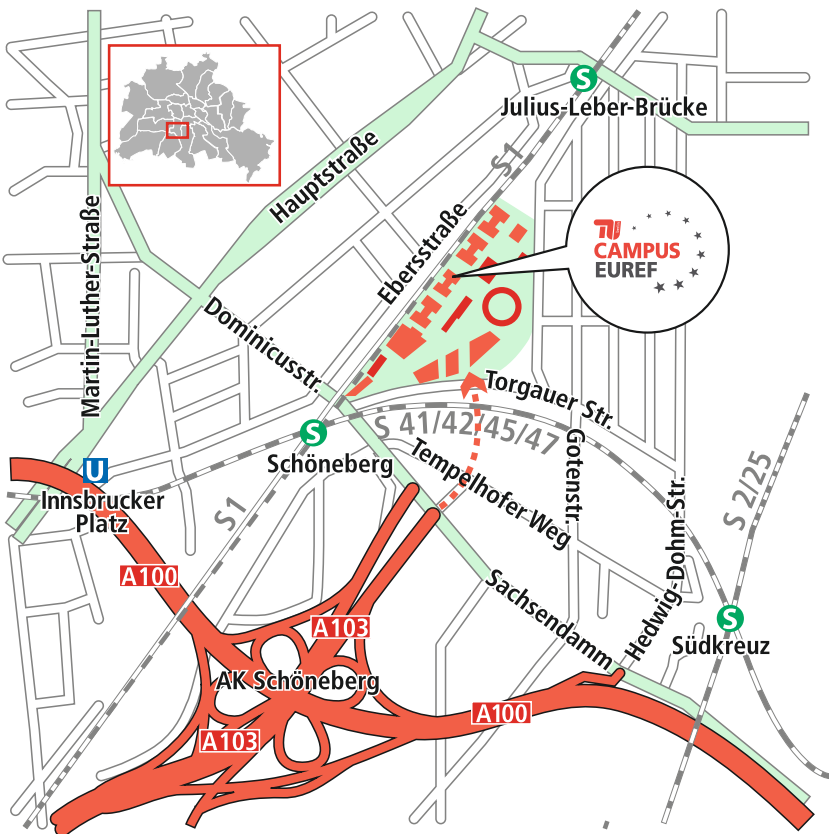 S
Julius-Leber-Brücke
Hauptstraße
S1
Martin-Luther-Straße
Ebersstraße
TU
CAMPUS
EUREF
Dominicusstr.
Torgauer Str.
S 41/42/45/47
S
Schöneberg
Tempelhofer Weg
Gotenstr.
S 2/25
U
Innsbrucker
Platz
S1
Hedwig-Dohm-Str.
A100
Sachsendamm
A103
S
Südkreuz
AK Schöneberg
A100
A103